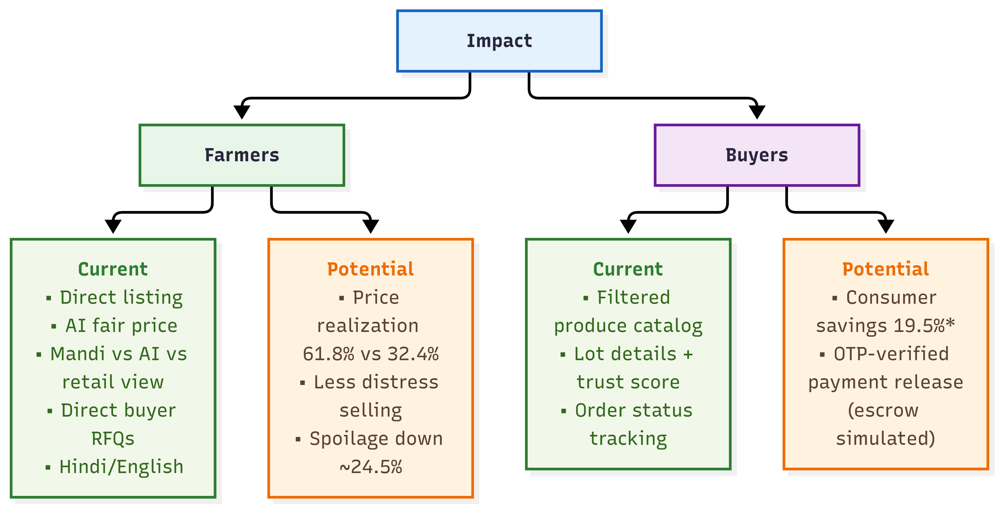 Impact
Farmers
Buyers
Current
▪ Direct listing
▪ AI fair price
▪ Mandi vs AI vs
retail view
▪ Direct buyer
RFQs
▪ Hindi/English
Potential
▪ Price
realization
61.8% vs 32.4%
▪ Less distress
selling
▪ Spoilage down
~24.5%
Current
▪ Filtered
produce catalog
▪ Lot details +
trust score
▪ Order status
tracking
Potential
▪ Consumer
savings 19.5%*
▪ OTP-verified
payment release
(escrow
simulated)